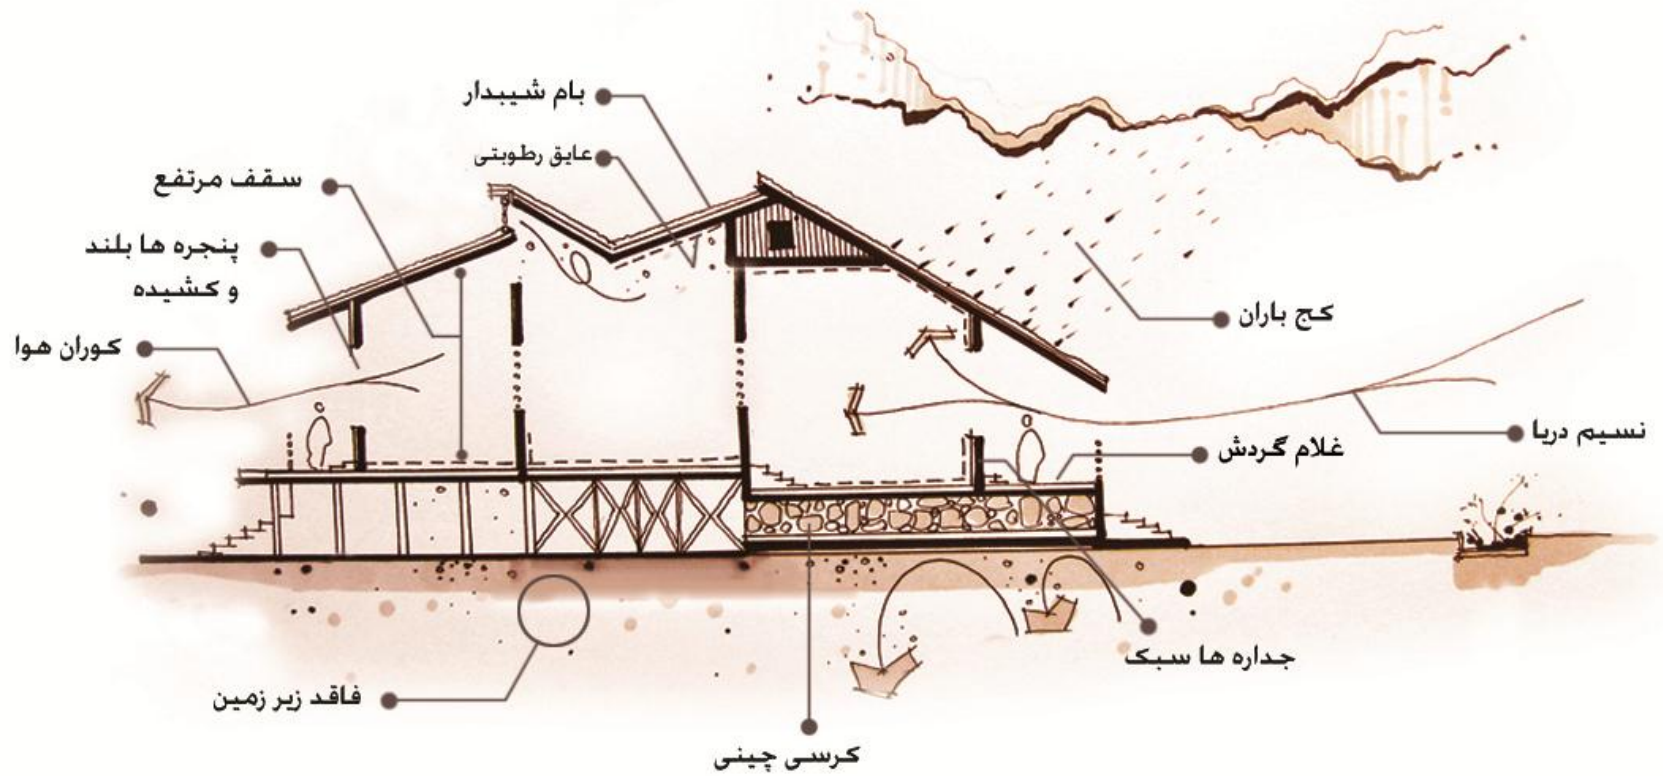 بام شیبدار
عایق رطوبتی
سقف مرتفع
پنجره ها بلند
و کشیده
کوران هوا
کج باران
نسیم دریا
غلام گردش
جداره ها سبک
فاقد زیر زمین
کرسی چینی